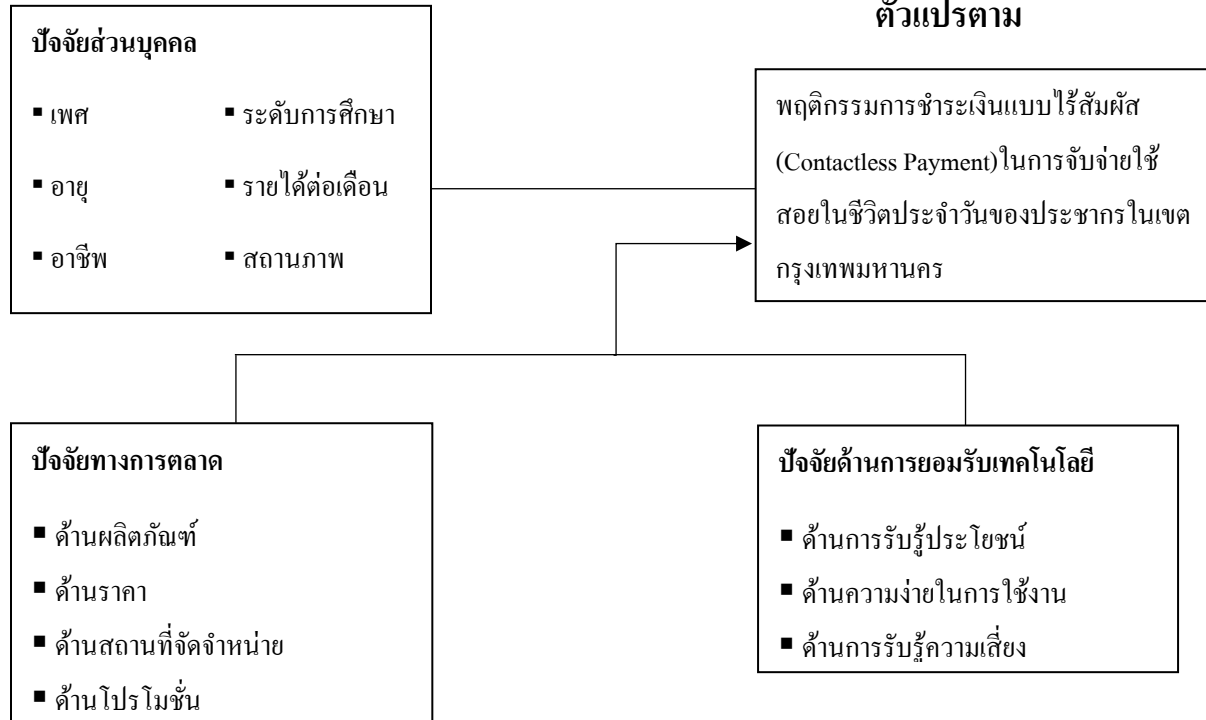 ตัวแปรตาม
ปัจจัยส่วนบุคคล
▪ เพศ ▪ ระดับการศึกษา
▪ อายุ ▪ รายได้ต่อเดือน
▪ อาชีพ ▪ สถานภาพ
พฤติกรรมการชำระเงินแบบไร้สัมผัส
(Contactless Payment)ในการจับจ่ายใช้
สอยในชีวิตประจำวันของประชากรในเขต
กรุงเทพมหานคร
ปัจจัยทางการตลาด
▪ ด้านผลิตภัณฑ์
▪ ด้านราคา
▪ ด้านสถานที่จัดจำหน่าย
▪ ด้านโปรโมชั่น
ปัจจัยด้านการยอมรับเทคโนโลยี
▪ ด้านการรับรู้ประโยชน์
▪ ด้านความง่ายในการใช้งาน
▪ ด้านการรับรู้ความเสี่ยง